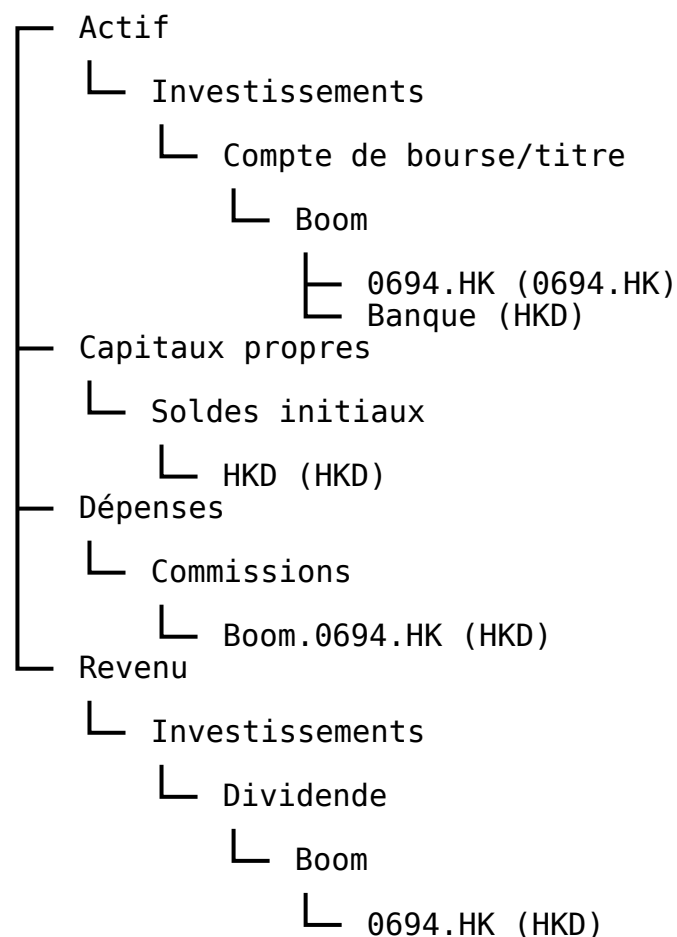 Actif
Investissements
Compte de bourse/titre
Boom
0694.HK (0694.HK)
Banque (HKD)
Capitaux propres
Soldes initiaux
HKD (HKD)
Dépenses
Commissions
Boom.0694.HK (HKD)
Revenu
Investissements
Dividende
Boom
0694.HK (HKD)